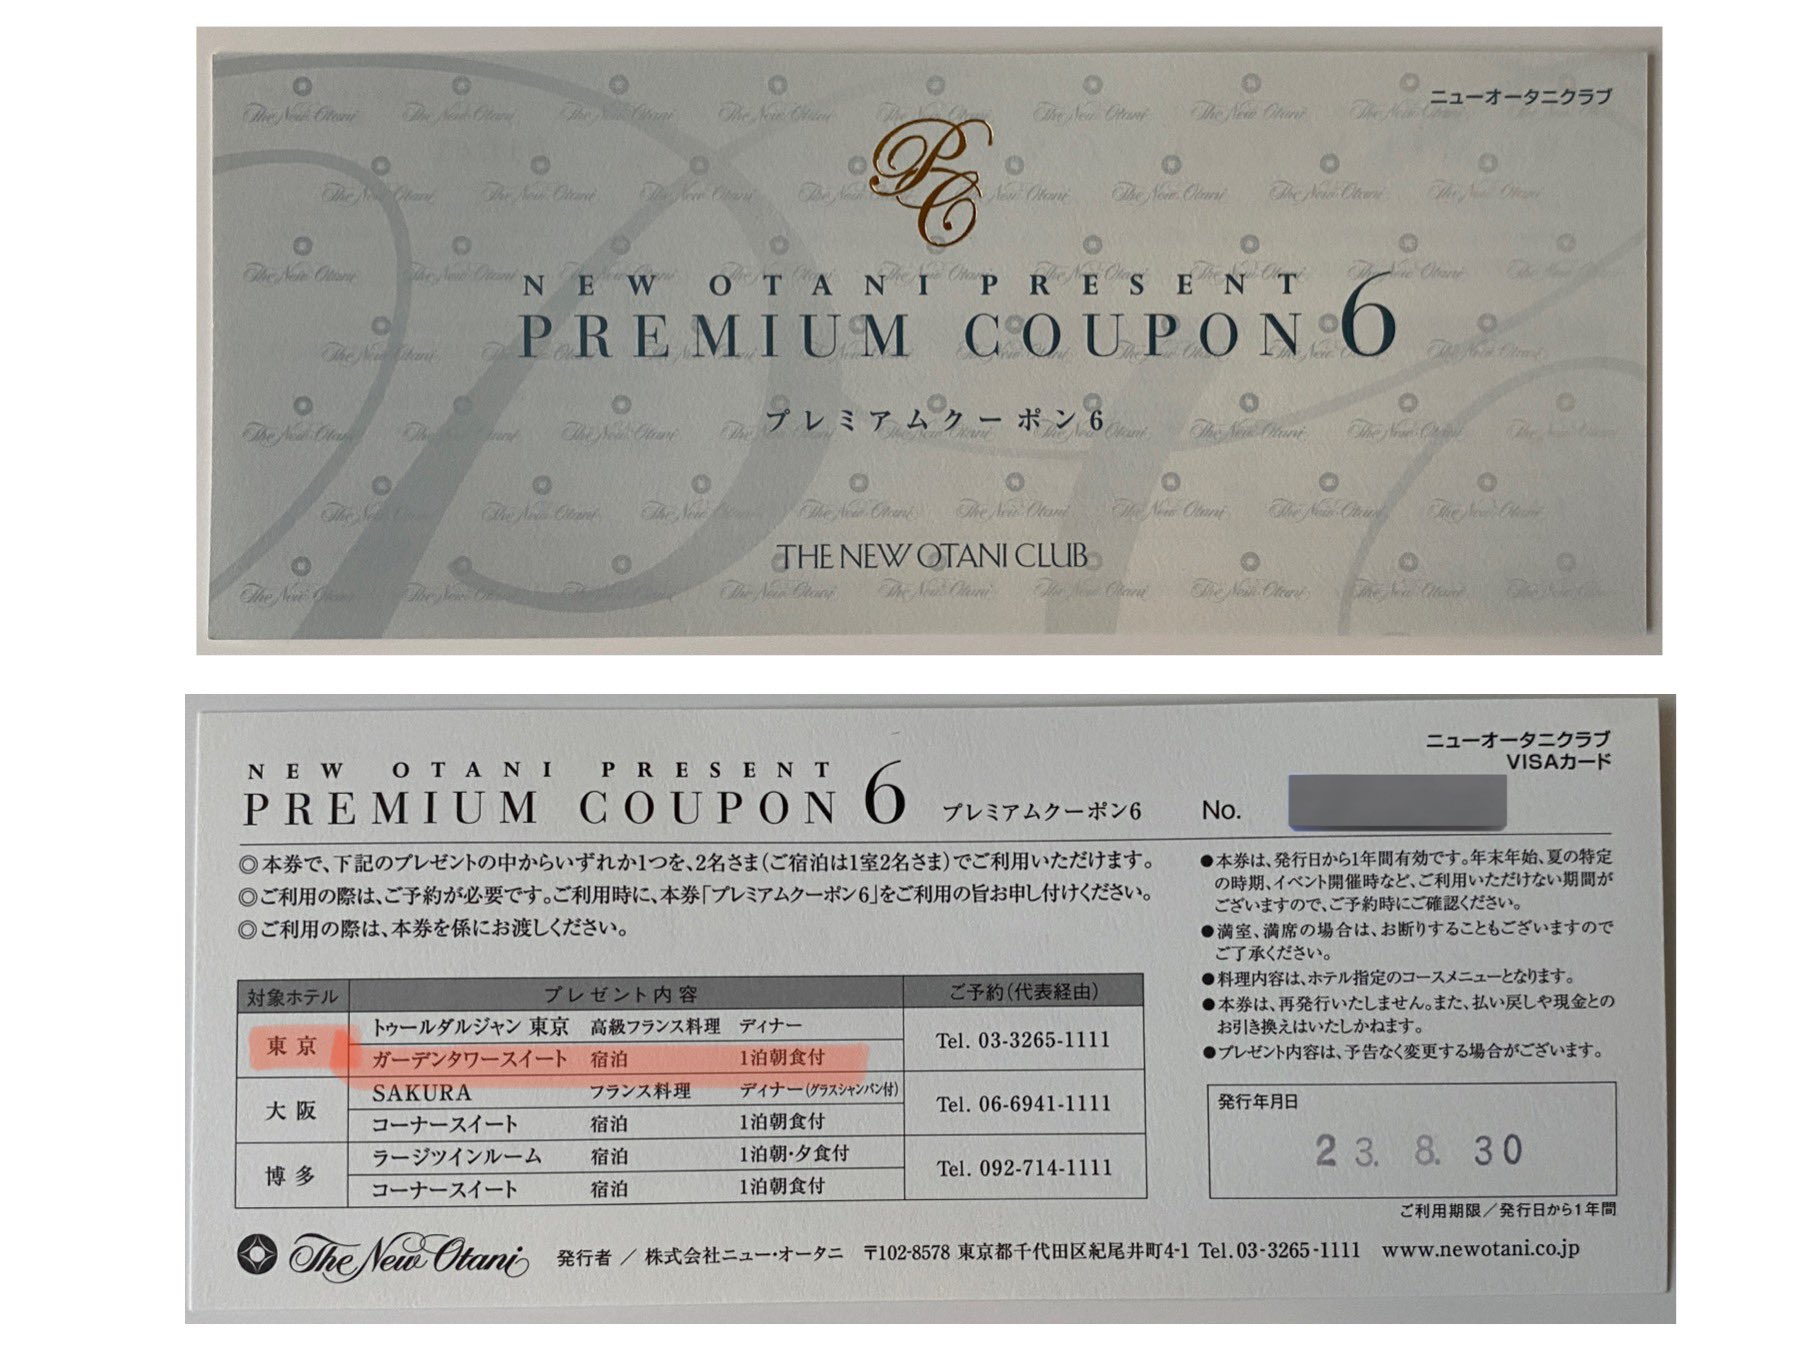 ニューオータニクラブ
PC
NEW OTANI PRESENT
PREMIUM COUPON 6
プレミアムクーポン6
THE NEW OTANI CLUB
The New Otani
ニューオータニクラブ
VISAカード
NEW OTANI PRESENT
PREMIUM COUPON 6 プレミアムクーポン6 No.
◎本券で、下記のプレゼントの中からいずれか1つを、2名さま(ご宿泊は1室2名さま)でご利用いただけます。
◎ご利用の際は、ご予約が必要です。ご利用時に、本券「プレミアムクーポン6」をご利用の旨お申し付けください。
◎ご利用の際は、本券を係にお渡しください。
●本券は、発行日から1年間有効です。年末年始、夏の特定
の時期、イベント開催時など、ご利用いただけない期間が
ございますので、ご予約時にご確認ください。
●満室、満席の場合は、お断りすることもございますので
ご了承ください。
●料理内容は、ホテル指定のコースメニューとなります。
●本券は、再発行いたしません。また、払い戻しや現金との
お引き換えはいたしかねます。
●プレゼント内容は、予告なく変更する場合がございます。
対象ホテル プレゼント内容 ご予約(代表経由)
東京 トゥールダルジャン 東京 高級フランス料理 ディナー Tel. 03-3265-1111
ガーデンタワースイート 宿泊 1泊朝食付
大阪 SAKURA フランス料理 ディナー(グラスシャンパン付) Tel. 06-6941-1111
コーナースイート 宿泊 1泊朝食付
博多 ラージツインルーム 宿泊 1泊朝・夕食付 Tel. 092-714-1111
コーナースイート 宿泊 1泊朝食付
発行年月日
23. 8. 30
ご利用期限/発行日から1年間
The New Otani 発行者 / 株式会社ニュー・オータニ 〒102-8578 東京都千代田区紀尾井町4-1 Tel.03-3265-1111 www.newotani.co.jp